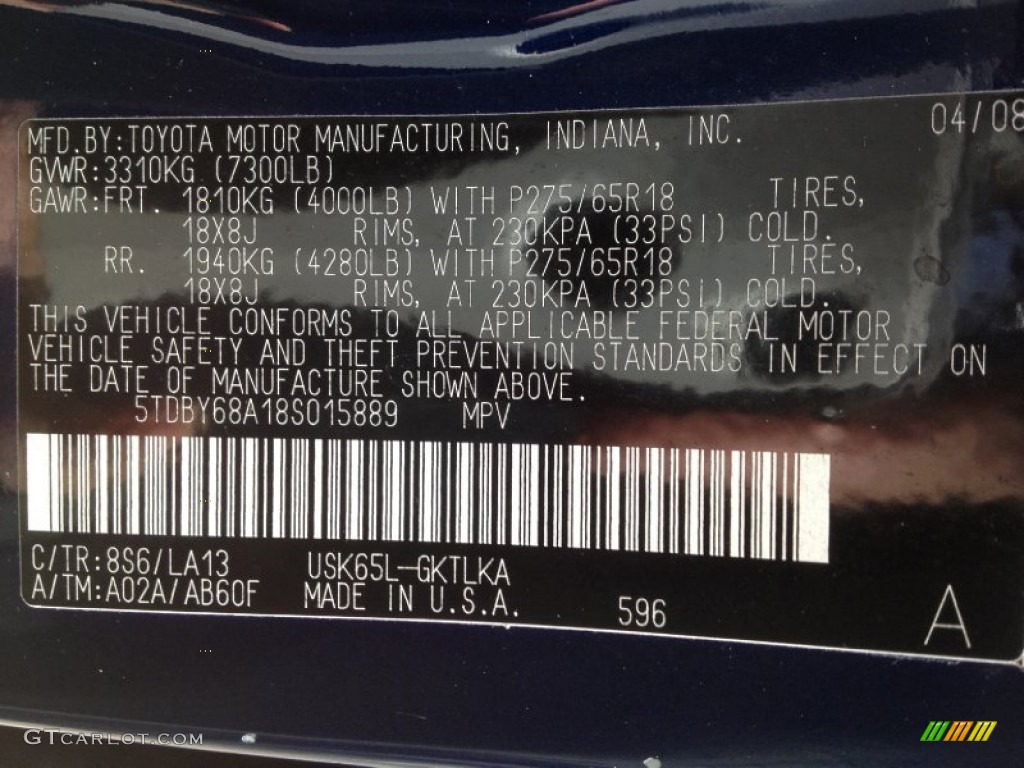 04/08
MFD.BY:TOYOTA MOTOR MANUFACTURING, INDIANA, INC.
GVWR:3310KG (7300LB)
GAWR:FRT. 1810KG (4000LB) WITH P275/65R18 TIRES,
18X8J RIMS, AT 230KPA (33PSI) COLD.
RR. 1940KG (4280LB) WITH P275/65R18 TIRES,
18X8J RIMS, AT 230KPA (33PSI) COLD.
THIS VEHICLE CONFORMS TO ALL APPLICABLE FEDERAL MOTOR
VEHICLE SAFETY AND THEFT PREVENTION STANDARDS IN EFFECT ON
THE DATE OF MANUFACTURE SHOWN ABOVE.
5TDBY68A18S015889 MPV
C/TR:8S6/LA13 USK65L-GKTLKA
A/TM:A02A/AB60F MADE IN U.S.A. 596
A
GTCARLOT.COM